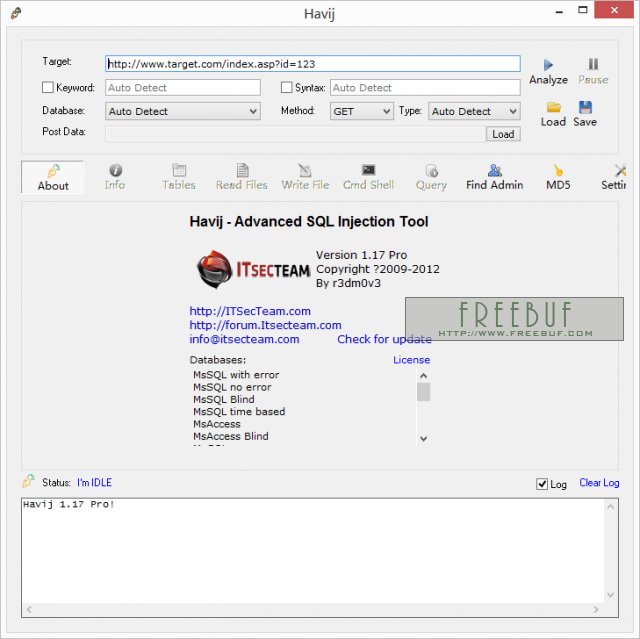 Havij
Target: http://www.target.com/index.asp?id=123
Analyze Pause
Keyword: Auto Detect Syntax: Auto Detect
Database: Auto Detect Method: GET Type: Auto Detect
Load Save
Post Data: Load
About Info Tables Read Files Write File Cmd Shell Query Find Admin MD5 Settin
Havij - Advanced SQL Injection Tool
ITSECTEAM
Version 1.17 Pro
Copyright ?2009-2012
By r3dm0v3
http://ITSecTeam.com
http://forum.Itsecteam.com
info@itsecteam.com Check for update
FREEBUF
HTTP://WWW.FREEBUF.COM
Databases: License
MsSQL with error
MsSQL no error
MsSQL Blind
MsSQL time based
MsAccess
MsAccess Blind
Status: I'm IDLE Log Clear Log
Havij 1.17 Pro!